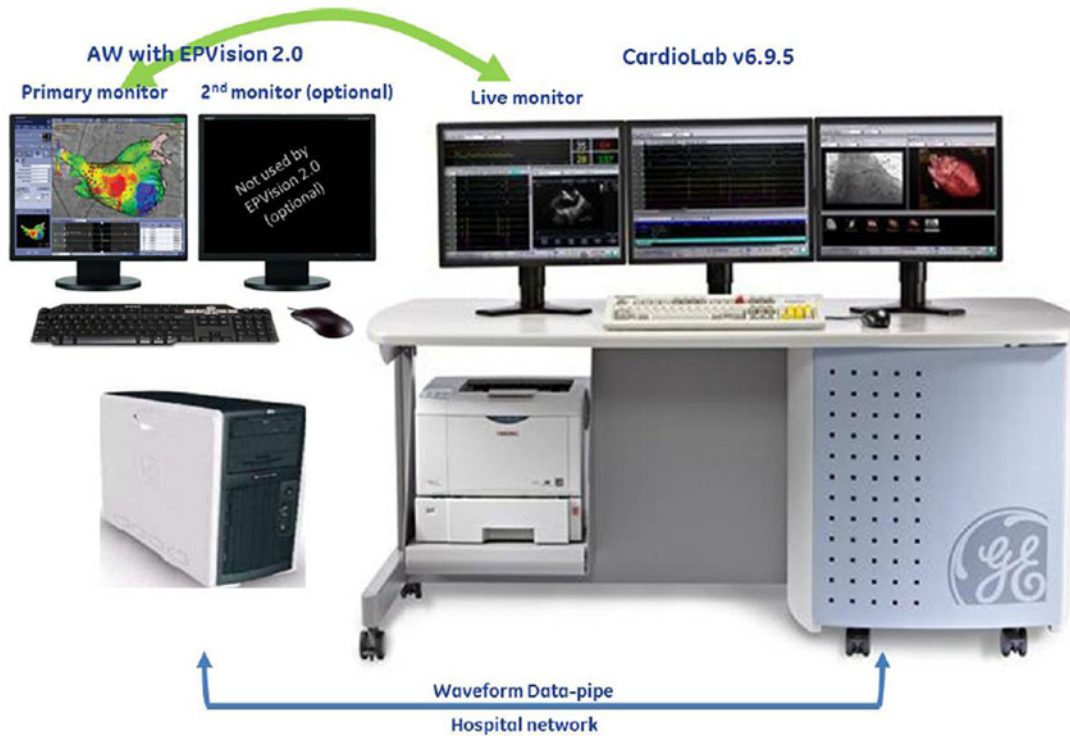 AW with EPVision 2.0
CardioLab v6.9.5
Primary monitor
2nd monitor (optional)
Live monitor
Not used by
EPVision 2.0
(optional)
GE
Waveform Data-pipe
Hospital network